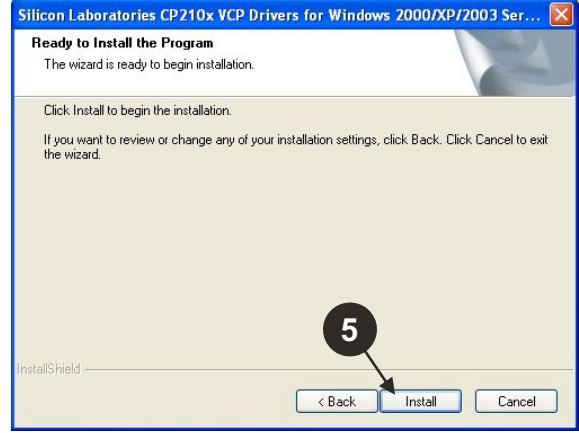 Silicon Laboratories CP210x VCP Drivers for Windows 2000/XP/2003 Ser...
Ready to Install the Program
The wizard is ready to begin installation.
Click Install to begin the installation.
If you want to review or change any of your installation settings, click Back. Click Cancel to exit
the wizard.
5
InstallShield
< Back Install Cancel